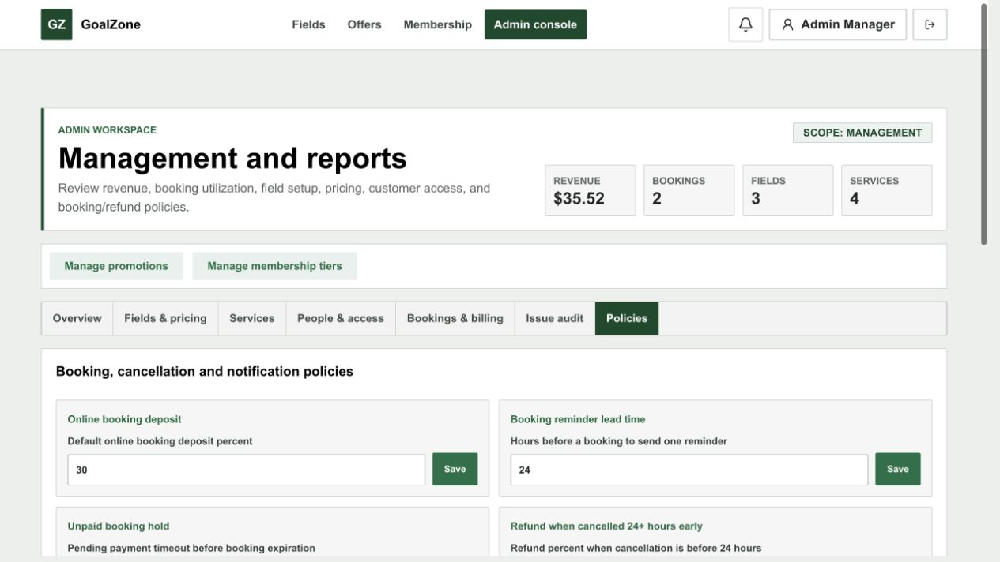 GZ GoalZone Fields Offers Membership Admin console Admin Manager
ADMIN WORKSPACE
SCOPE: MANAGEMENT
Management and reports
Review revenue, booking utilization, field setup, pricing, customer access, and
booking/refund policies.
REVENUE BOOKINGS FIELDS SERVICES
$35.52 2 3 4
Manage promotions Manage membership tiers
Overview Fields & pricing Services People & access Bookings & billing Issue audit Policies
Booking, cancellation and notification policies
Online booking deposit
Default online booking deposit percent
30 Save
Booking reminder lead time
Hours before a booking to send one reminder
24 Save
Unpaid booking hold
Pending payment timeout before booking expiration
Refund when cancelled 24+ hours early
Refund percent when cancellation is before 24 hours